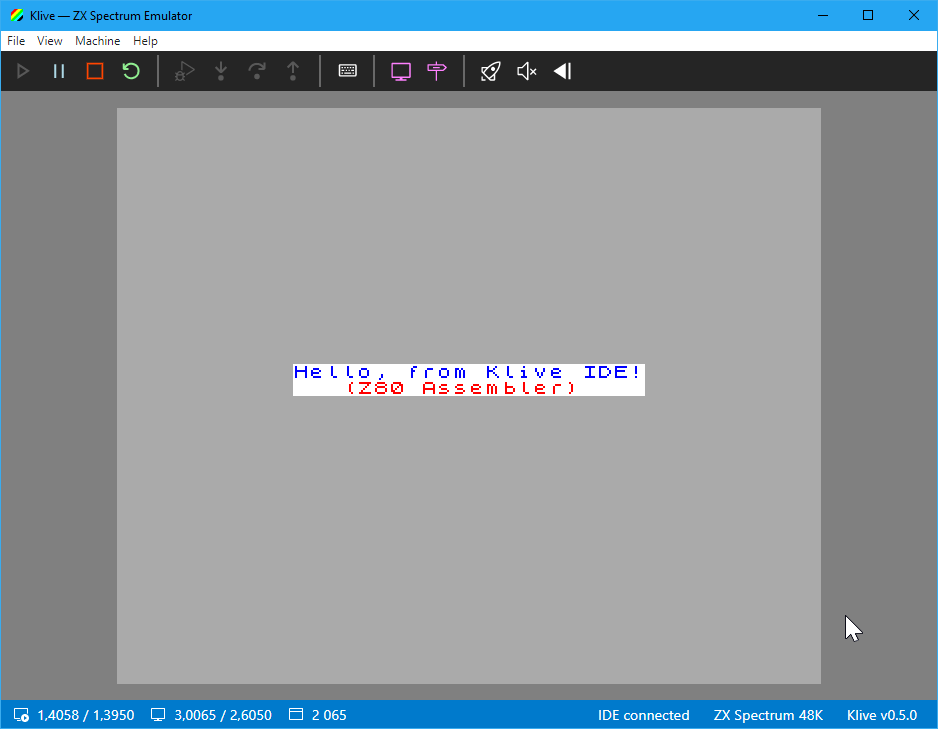 Klive — ZX Spectrum Emulator
File View Machine Help
Hello, from Klive IDE!
(Z80 Assembler)
1,4058 / 1,3950 3,0065 / 2,6050 2 065 IDE connected ZX Spectrum 48K Klive v0.5.0